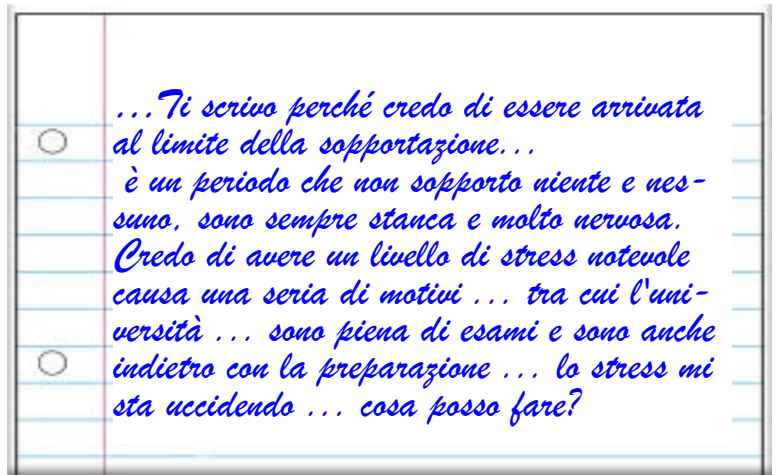 ...Ti scrivo perché credo di essere arrivata
al limite della sopportazione...
è un periodo che non sopporto niente e nes-
suno, sono sempre stanca e molto nervosa.
Credo di avere un livello di stress notevole
causa una seria di motivi ... tra cui l'uni-
versità ... sono piena di esami e sono anche
indietro con la preparazione ... lo stress mi
sta uccidendo ... cosa posso fare?